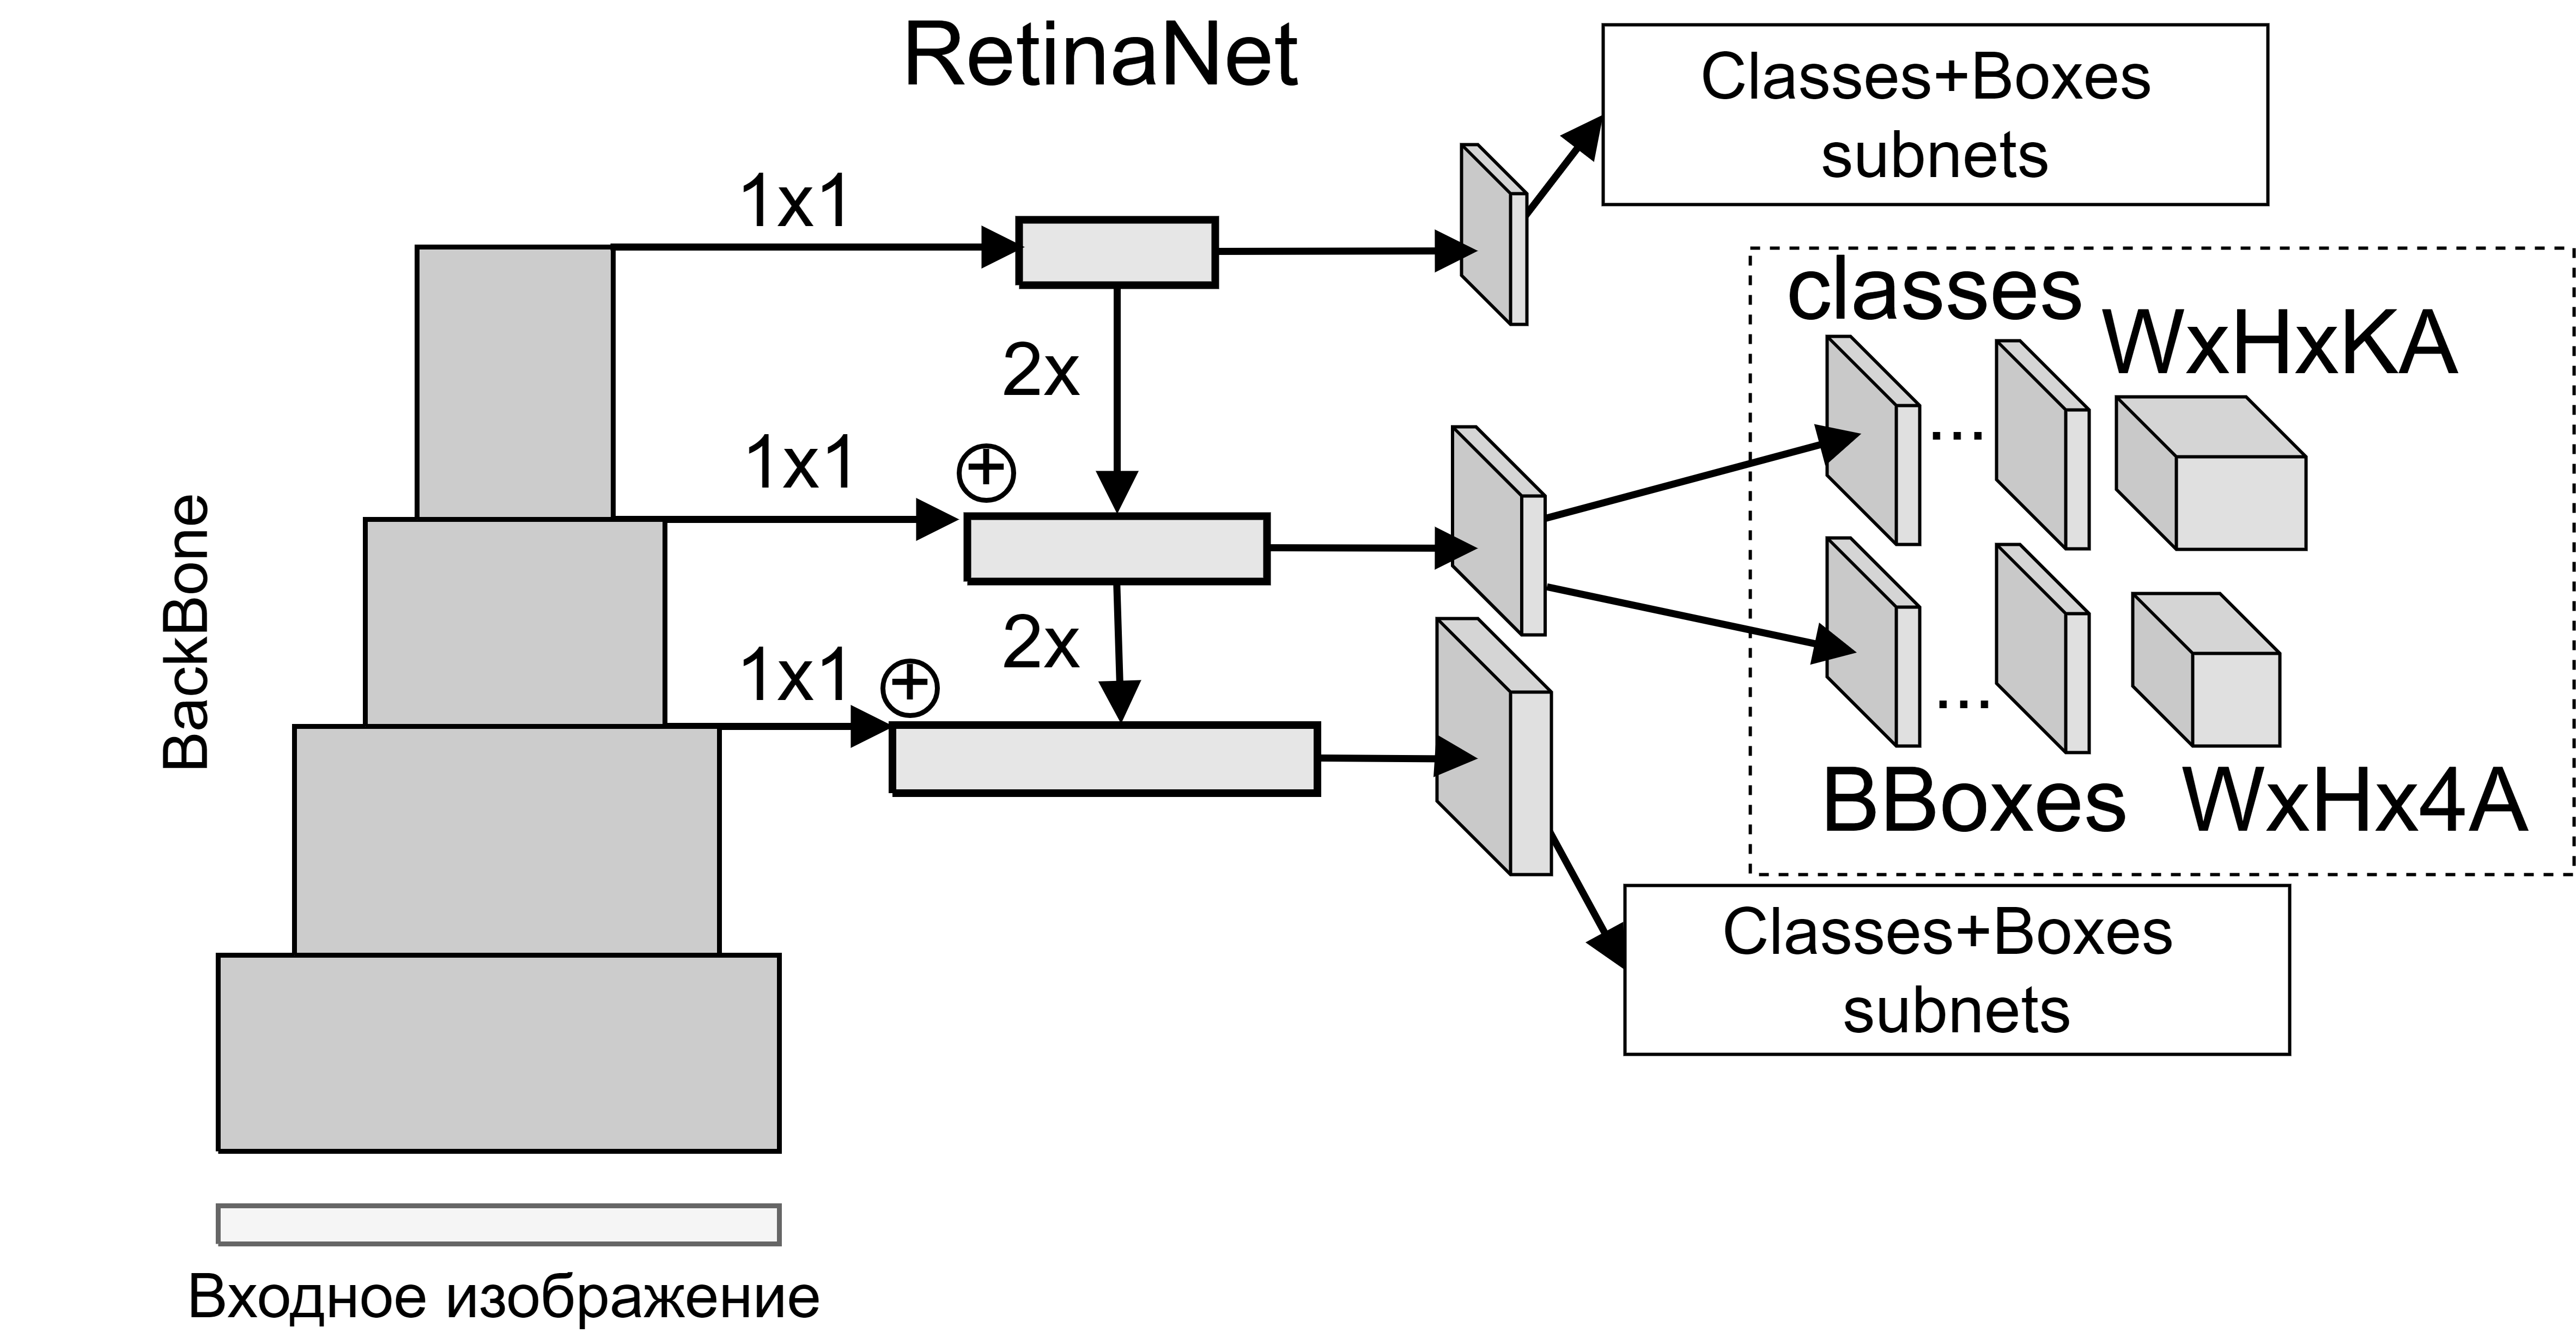 RetinaNet
Classes+Boxes
subnets
1x1
classes
WxHxKA
2x
1x1
+
...
BackBone
2x
1x1
+
...
BBoxes
WxHx4A
Classes+Boxes
subnets
Входное изображение